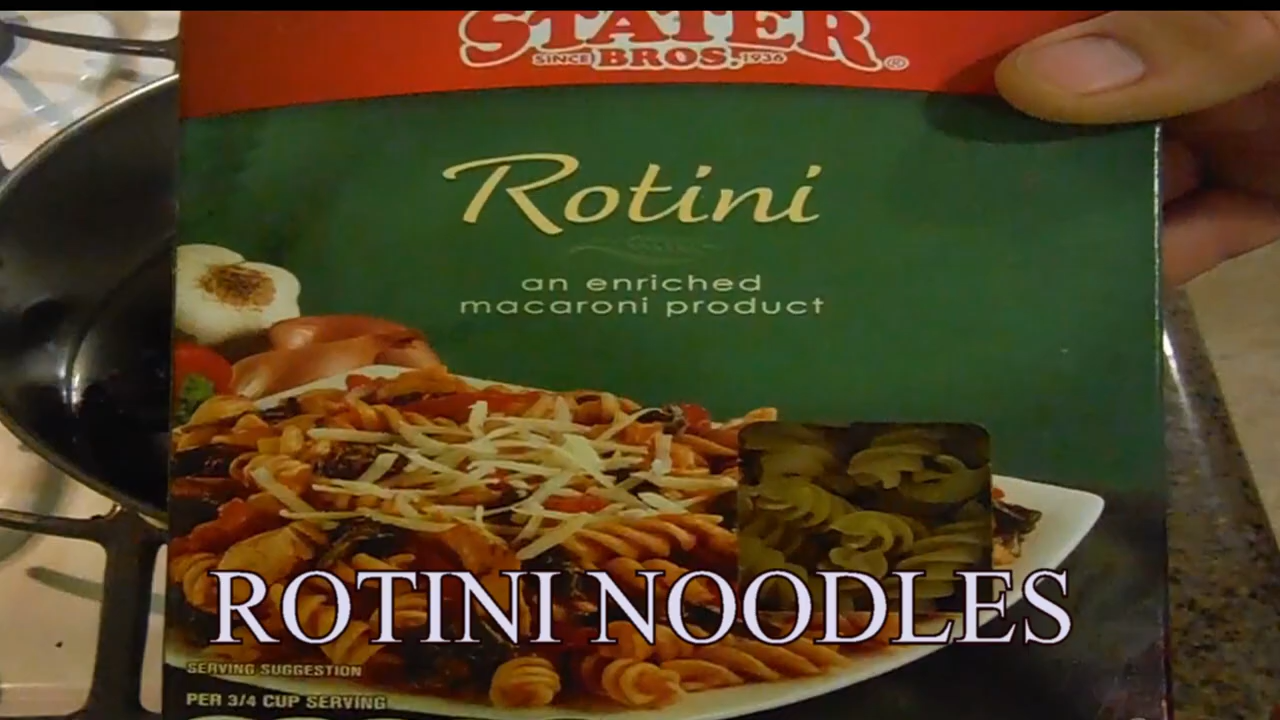 STATER
SINCE BROS. 1936 ®
Rotini
an enriched
macaroni product
ROTINI NOODLES
SERVING SUGGESTION
PER 3/4 CUP SERVING